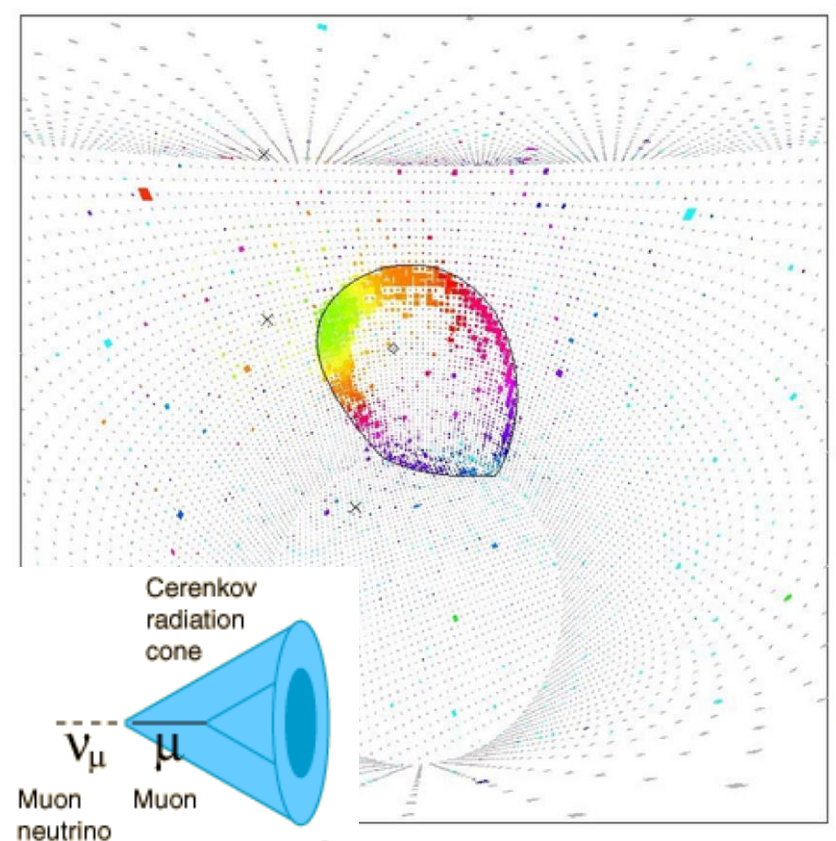 Cerenkov
radiation
cone
νμ
μ
Muon
neutrino
Muon